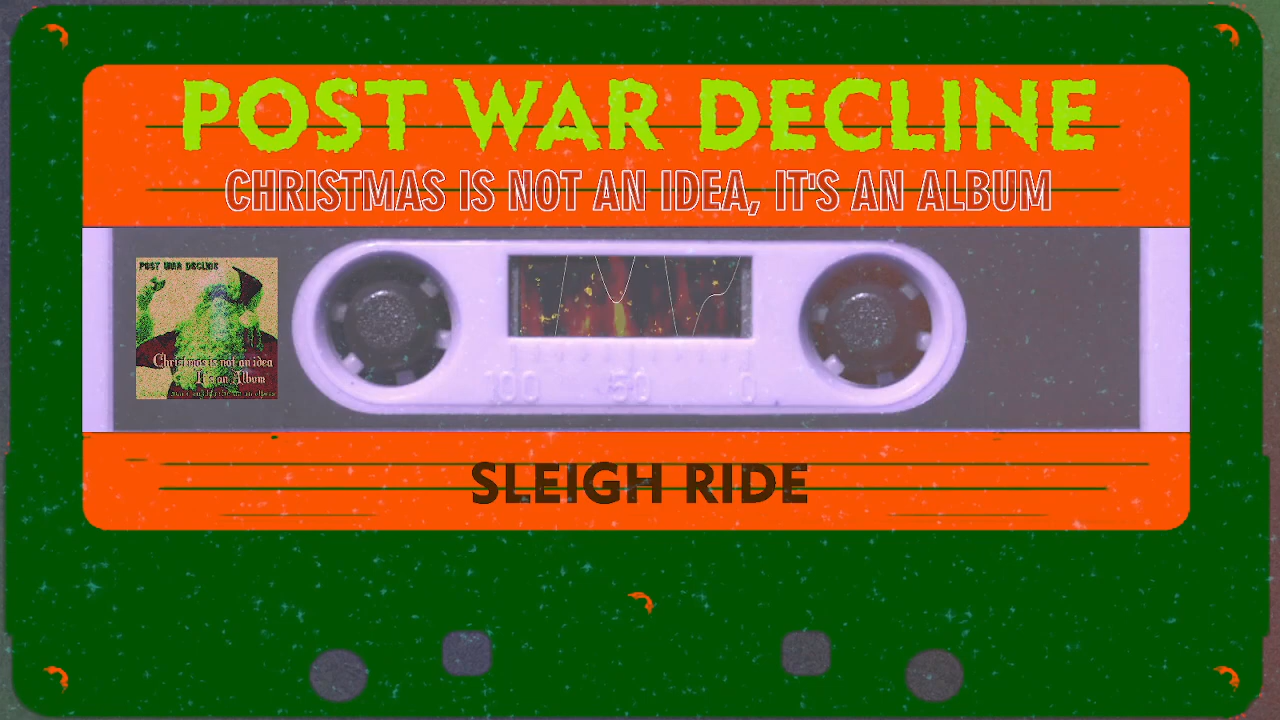 POST WAR DECLINE
CHRISTMAS IS NOT AN IDEA, IT'S AN ALBUM
POST WAR DECLINE
Christmas is not an idea
It's an Album
100 50 0
SLEIGH RIDE